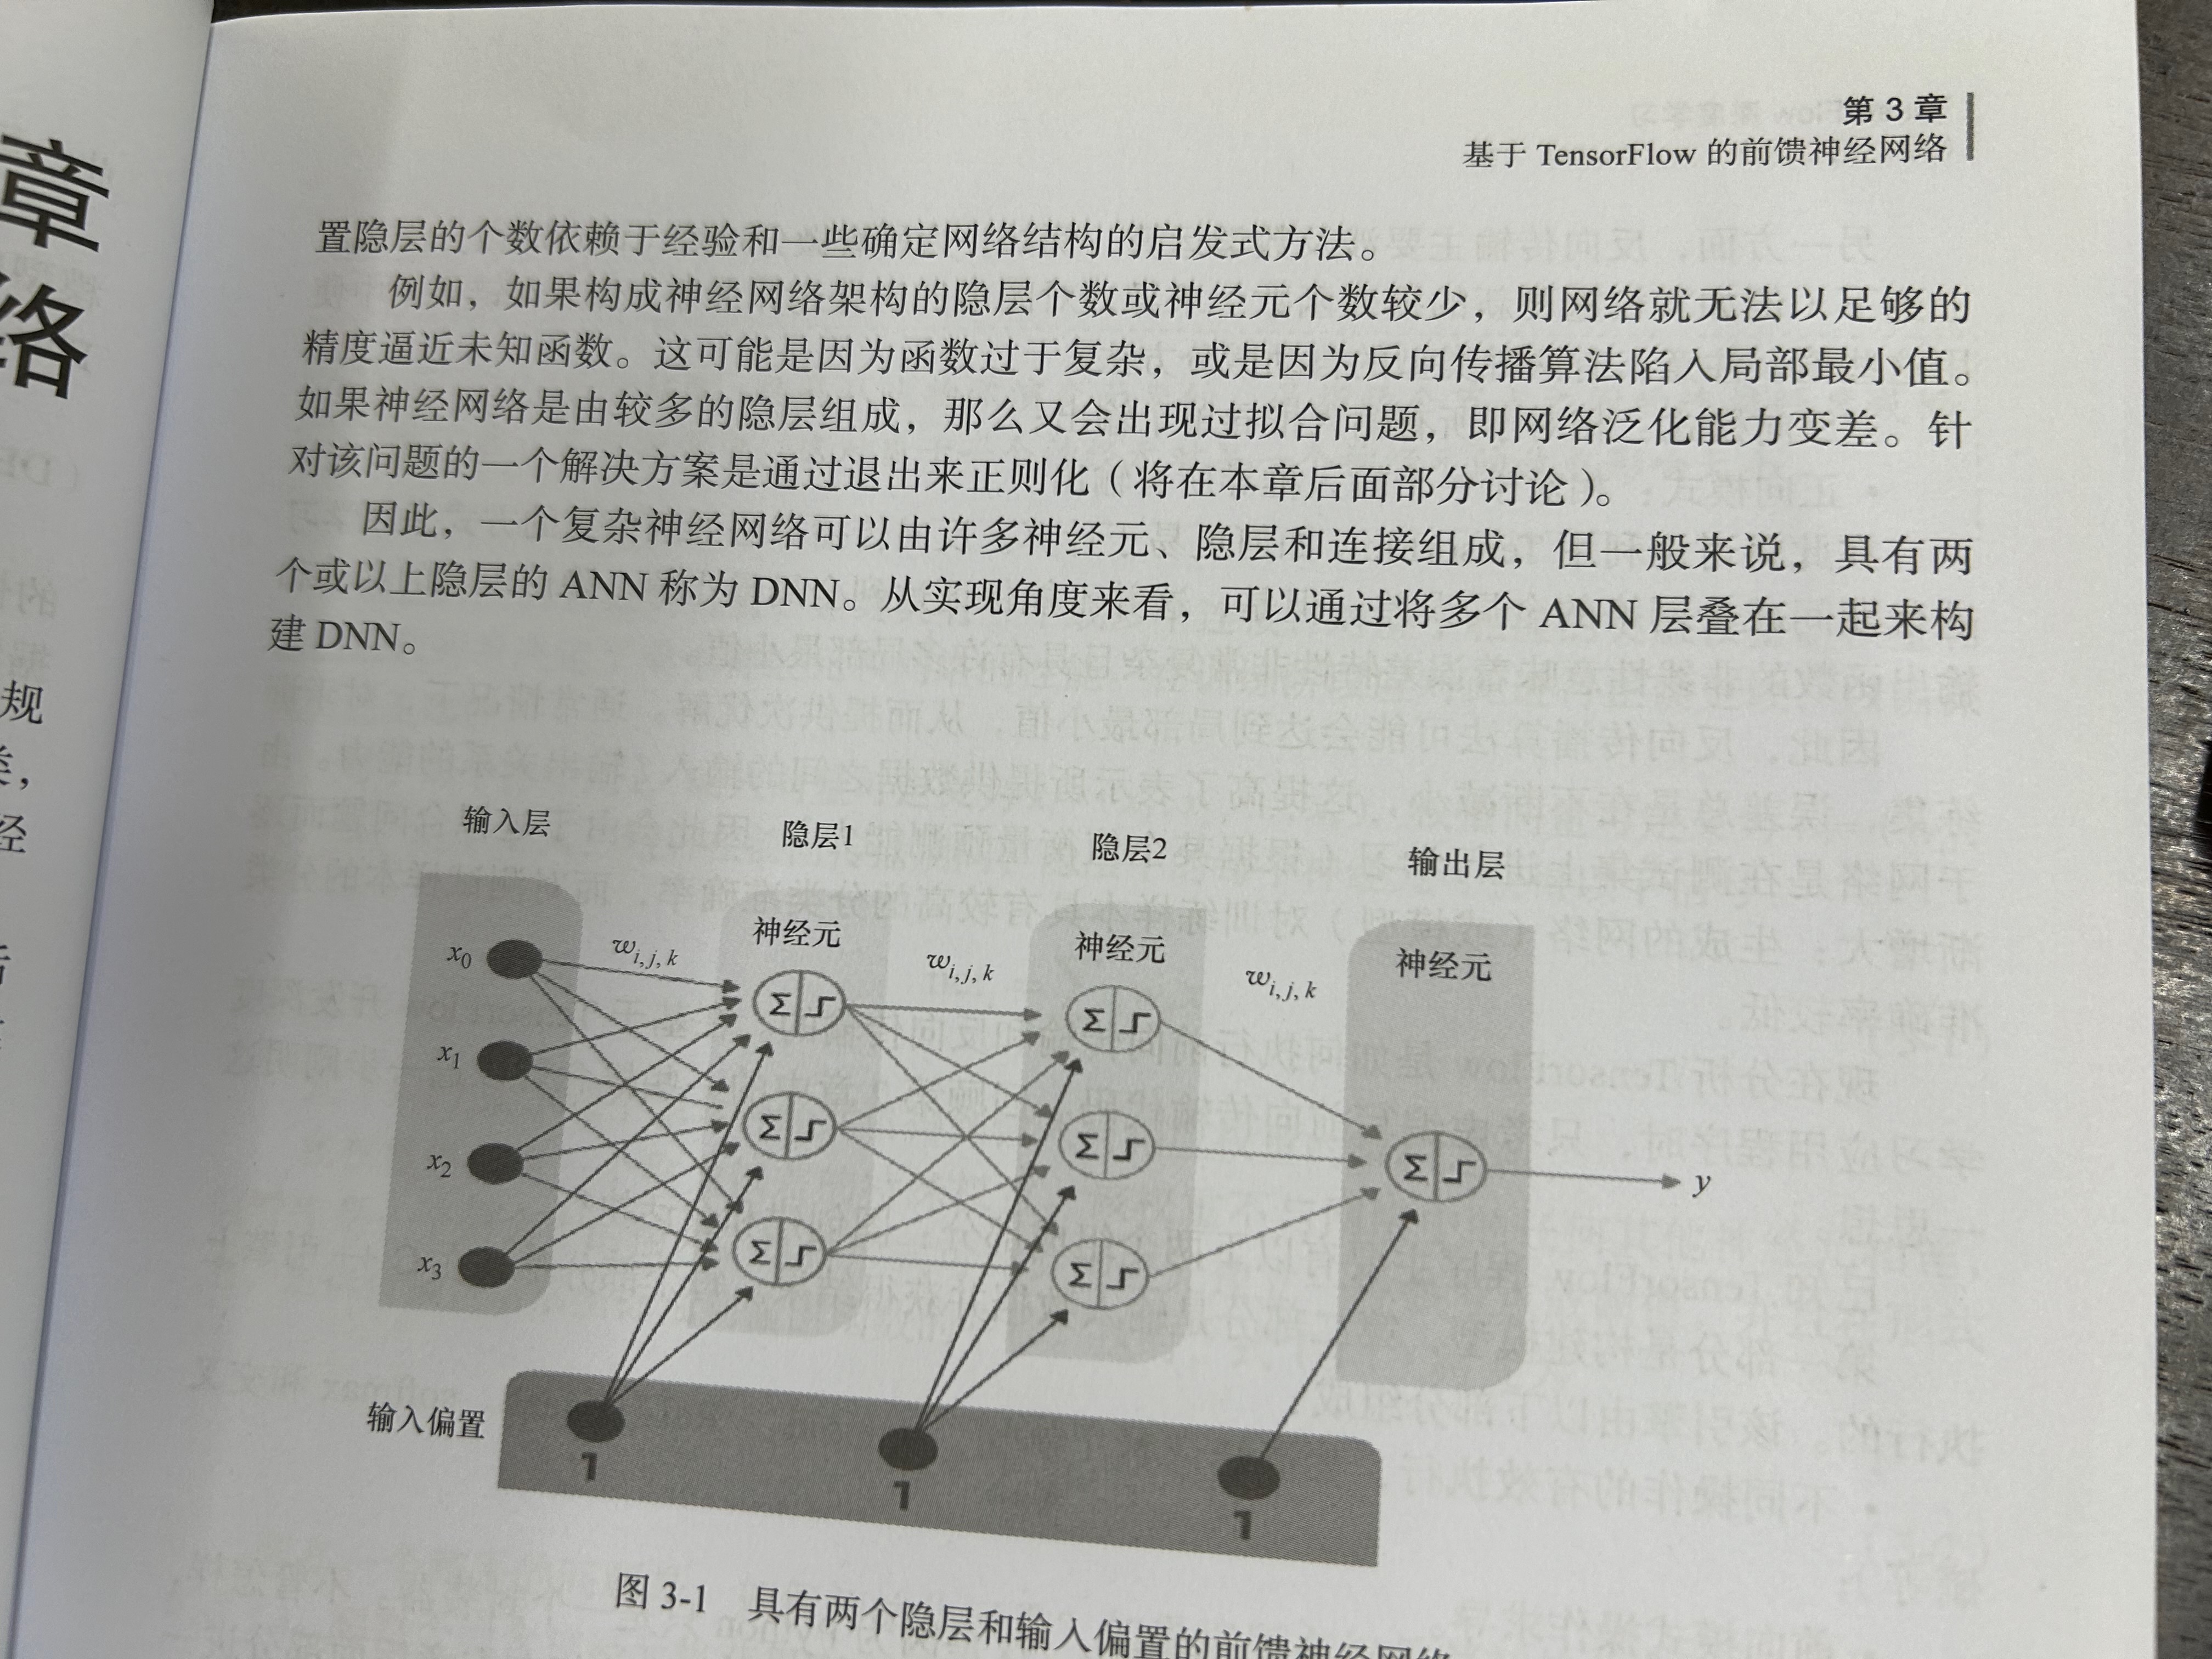 章
络
规
经
第 3 章
基于 TensorFlow 的前馈神经网络
置隐层的个数依赖于经验和一些确定网络结构的启发式方法。
例如，如果构成神经网络架构的隐层个数或神经元个数较少，则网络就无法以足够的
精度逼近未知函数。这可能是因为函数过于复杂，或是因为反向传播算法陷入局部最小值。
如果神经网络是由较多的隐层组成，那么又会出现过拟合问题，即网络泛化能力变差。针
对该问题的一个解决方案是通过退出来正则化（将在本章后面部分讨论）。
因此，一个复杂神经网络可以由许多神经元、隐层和连接组成，但一般来说，具有两
个或以上隐层的 ANN 称为 DNN。从实现角度来看，可以通过将多个 ANN 层叠在一起来构
建 DNN。
输入层 隐层1 隐层2 输出层
神经元 神经元 神经元
x0 wi,j,k wi,j,k wi,j,k
Σ Σ
x1
Σ Σ
x2 Σ y
x3 Σ Σ
输入偏置
1 1 1
图 3-1 具有两个隐层和输入偏置的前馈神经网络